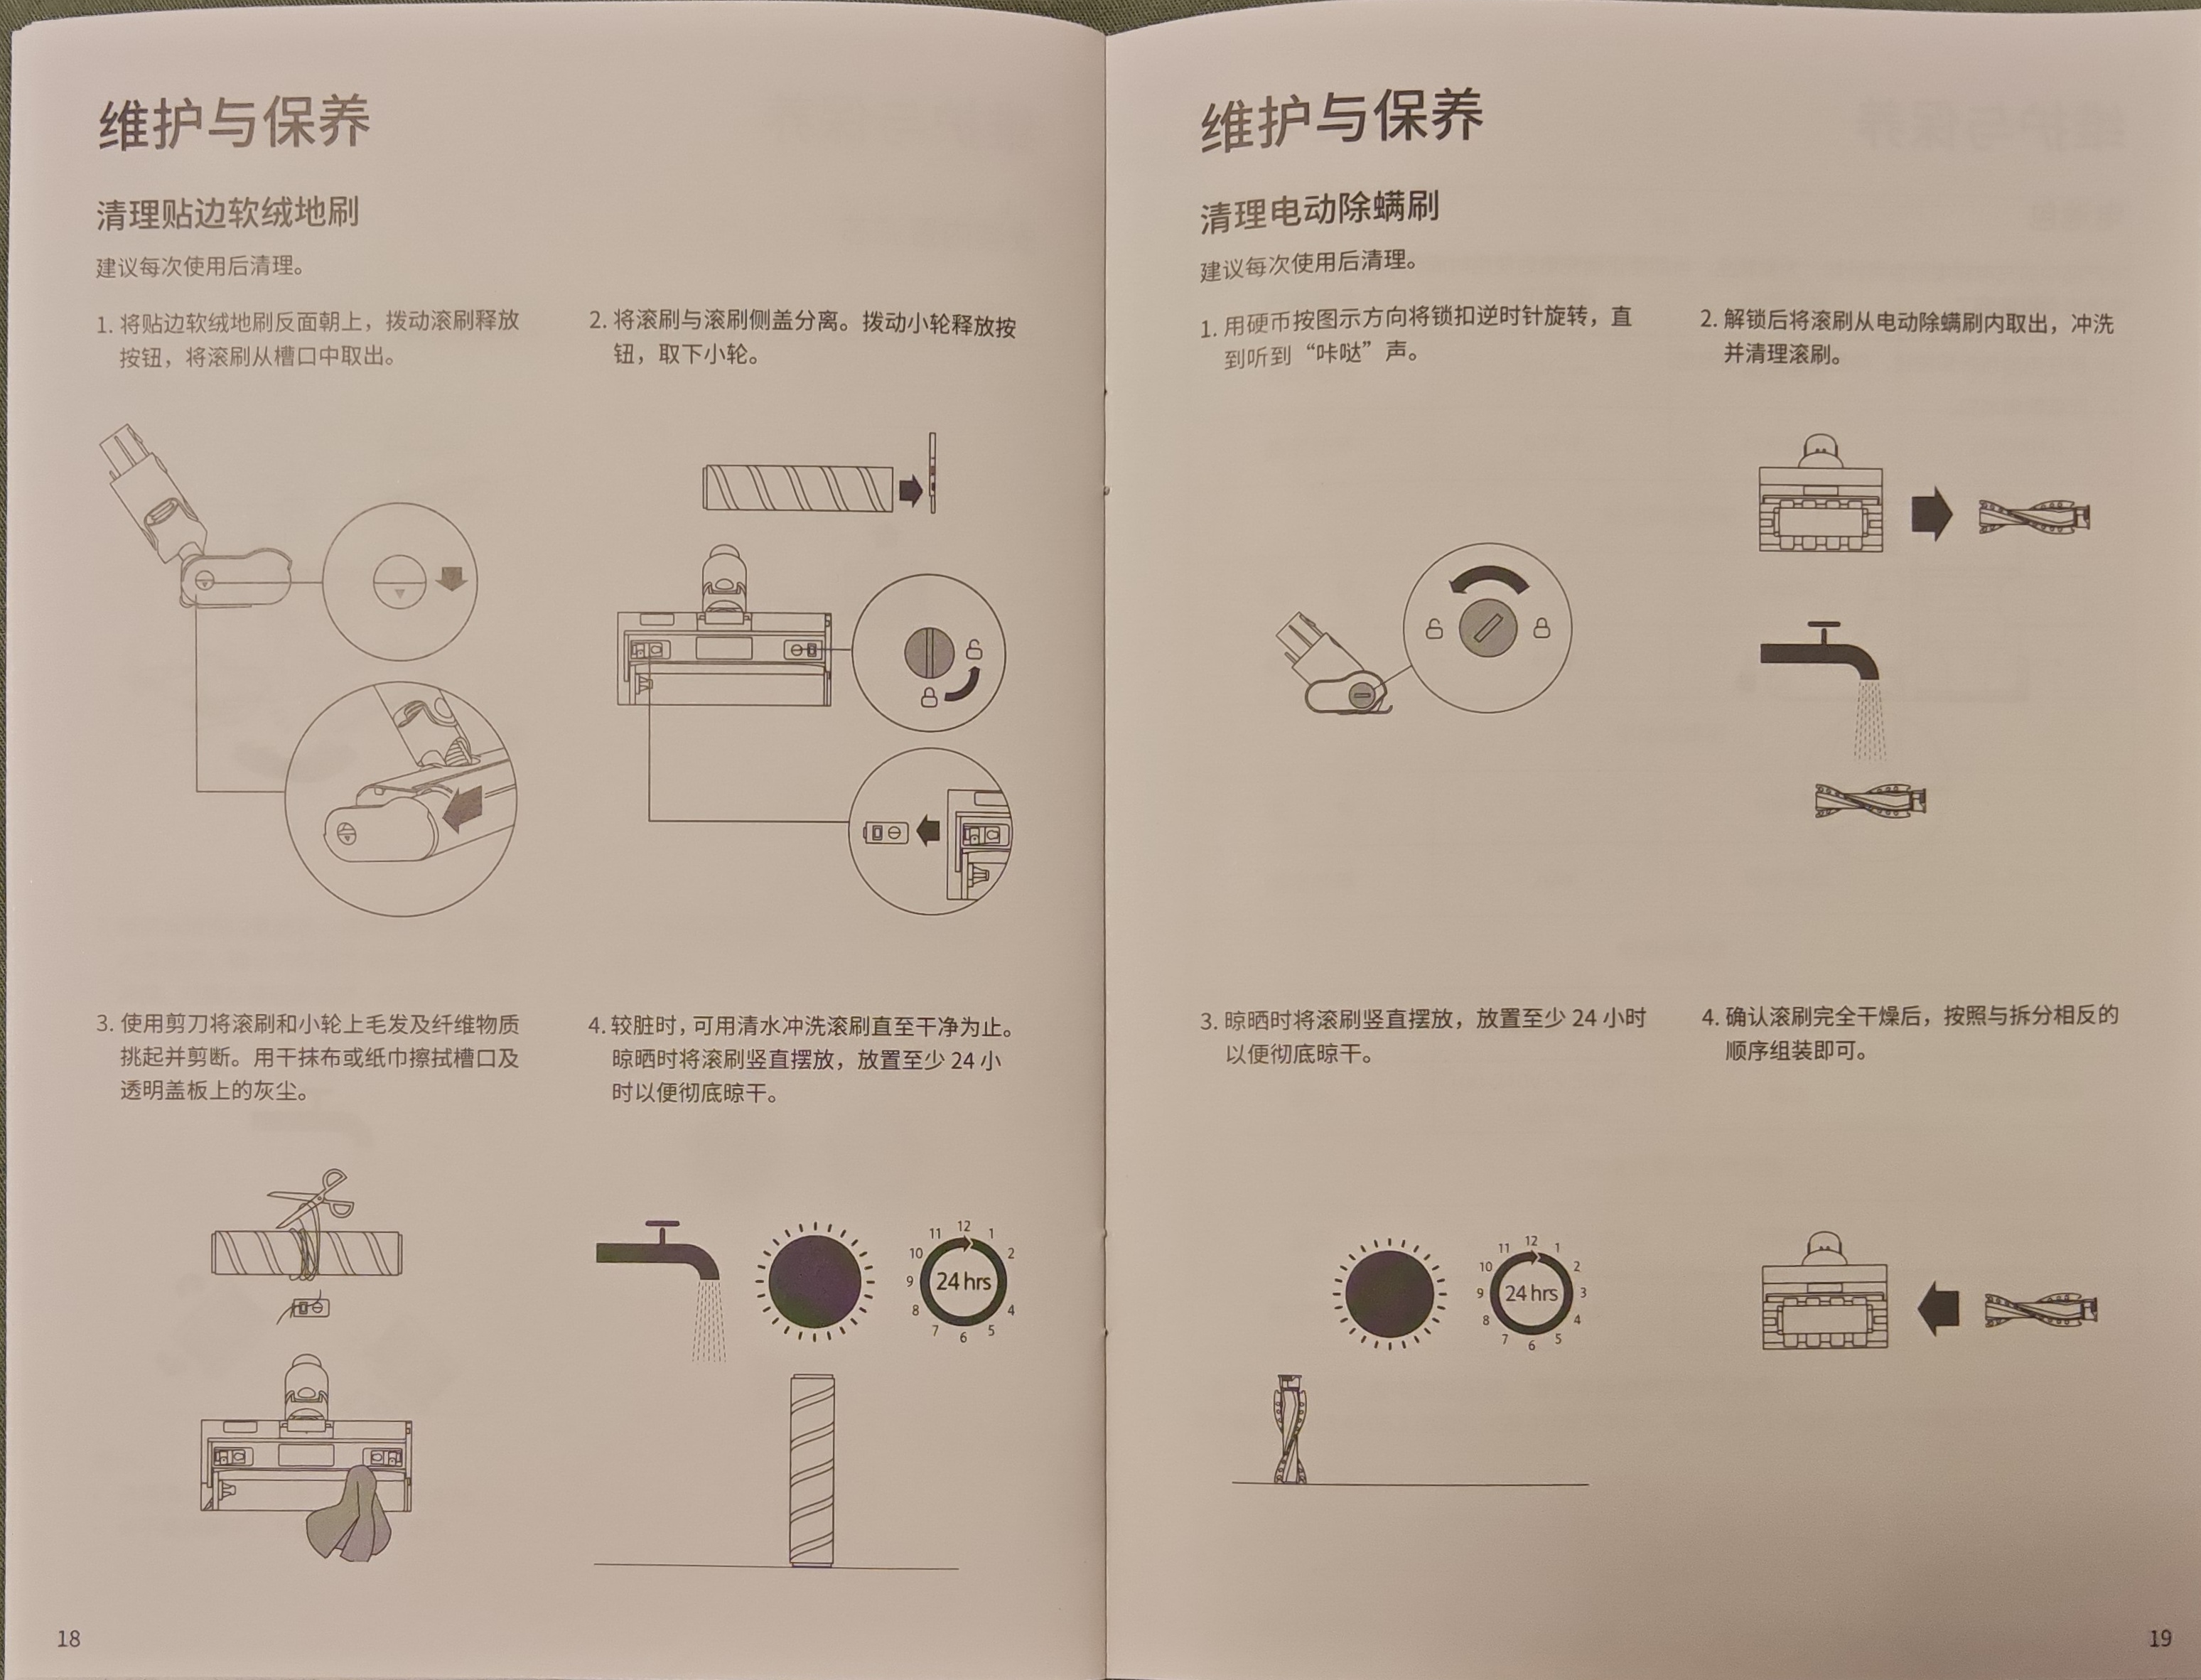 维护与保养
清理贴边软绒地刷
建议每次使用后清理。
1. 将贴边软绒地刷反面朝上，拨动滚刷释放
按钮，将滚刷从槽口中取出。
2. 将滚刷与滚刷侧盖分离。拨动小轮释放按
钮，取下小轮。
3. 使用剪刀将滚刷和小轮上毛发及纤维物质
挑起并剪断。用干抹布或纸巾擦拭槽口及
透明盖板上的灰尘。
4. 较脏时，可用清水冲洗滚刷直至干净为止。
晾晒时将滚刷竖直摆放，放置至少 24 小
时以便彻底晾干。
12
11
1
10
2
9
24 hrs
8
4
7
5
6
18
维护与保养
清理电动除螨刷
建议每次使用后清理。
1. 用硬币按图示方向将锁扣逆时针旋转，直
到听到“咔哒”声。
2. 解锁后将滚刷从电动除螨刷内取出，冲洗
并清理滚刷。
3. 晾晒时将滚刷竖直摆放，放置至少 24 小时
以便彻底晾干。
4. 确认滚刷完全干燥后，按照与拆分相反的
顺序组装即可。
12
11
1
10
2
9
24 hrs
3
8
4
7
5
6
19